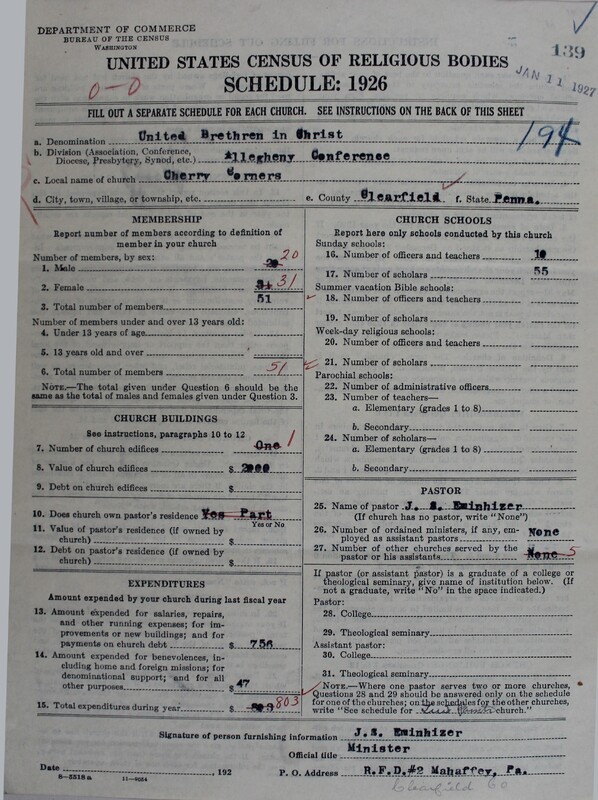 DEPARTMENT OF COMMERCE
BUREAU OF THE CENSUS
WASHINGTON
139
UNITED STATES CENSUS OF RELIGIOUS BODIES
JAN 11 1927
0-0
SCHEDULE: 1926
FILL OUT A SEPARATE SCHEDULE FOR EACH CHURCH. SEE INSTRUCTIONS ON THE BACK OF THIS SHEET
194
a. Denomination United Brethren in Christ
b. Division (Association, Conference, Diocese, Presbytery, Synod, etc.) Allegheny Conference
c. Local name of church Cherry Corners
d. City, town, village, or township, etc. e. County Clearfield f. State Penna.
MEMBERSHIP
Report number of members according to definition of
member in your church
Number of members, by sex:
1. Male 20 20
2. Female 31 31
3. Total number of members 51
Number of members under and over 13 years old:
4. Under 13 years of age
5. 13 years old and over
6. Total number of members 51
NOTE.—The total given under Question 6 should be the
same as the total of males and females given under Question 3.
CHURCH BUILDINGS
See instructions, paragraphs 10 to 12
7. Number of church edifices One 1
8. Value of church edifices $ 2000
9. Debt on church edifices $
10. Does church own pastor's residence Yes Part
Yes or No
11. Value of pastor's residence (if owned by
church) $
12. Debt on pastor's residence (if owned by
church) $
EXPENDITURES
Amount expended by your church during last fiscal year
13. Amount expended for salaries, repairs,
and other running expenses; for im-
provements or new buildings; and for
payments on church debt $ 756
14. Amount expended for benevolences, in-
cluding home and foreign missions; for
denominational support; and for all
other purposes $ 47
15. Total expenditures during year $ 803 803
CHURCH SCHOOLS
Report here only schools conducted by this church
Sunday schools:
16. Number of officers and teachers 10
17. Number of scholars 55
Summer vacation Bible schools:
18. Number of officers and teachers
19. Number of scholars
Week-day religious schools:
20. Number of officers and teachers
21. Number of scholars
Parochial schools:
22. Number of administrative officers
23. Number of teachers—
a. Elementary (grades 1 to 8)
b. Secondary
24. Number of scholars—
a. Elementary (grades 1 to 8)
b. Secondary
PASTOR
25. Name of pastor J. S. Eminhizer
(If church has no pastor, write "None")
26. Number of ordained ministers, if any, em-
ployed as assistant pastors None
27. Number of other churches served by the
pastor or his assistants None 5
If pastor (or assistant pastor) is a graduate of a college or
theological seminary, give name of institution below. (If
not a graduate, write "No" in the space indicated.)
Pastor:
28. College
29. Theological seminary
Assistant pastor:
30. College
31. Theological seminary
NOTE.—Where one pastor serves two or more churches,
Questions 28 and 29 should be answered only on the schedule
for one of the churches; on the schedules for the other churches,
write "See schedule for church."
Signature of person furnishing information J. S. Eminhizer
Official title Minister
Date , 192 P. O. Address R.F.D.#2 Mahaffey, Pa.
8—5518a 11—9054
Clearfield Co